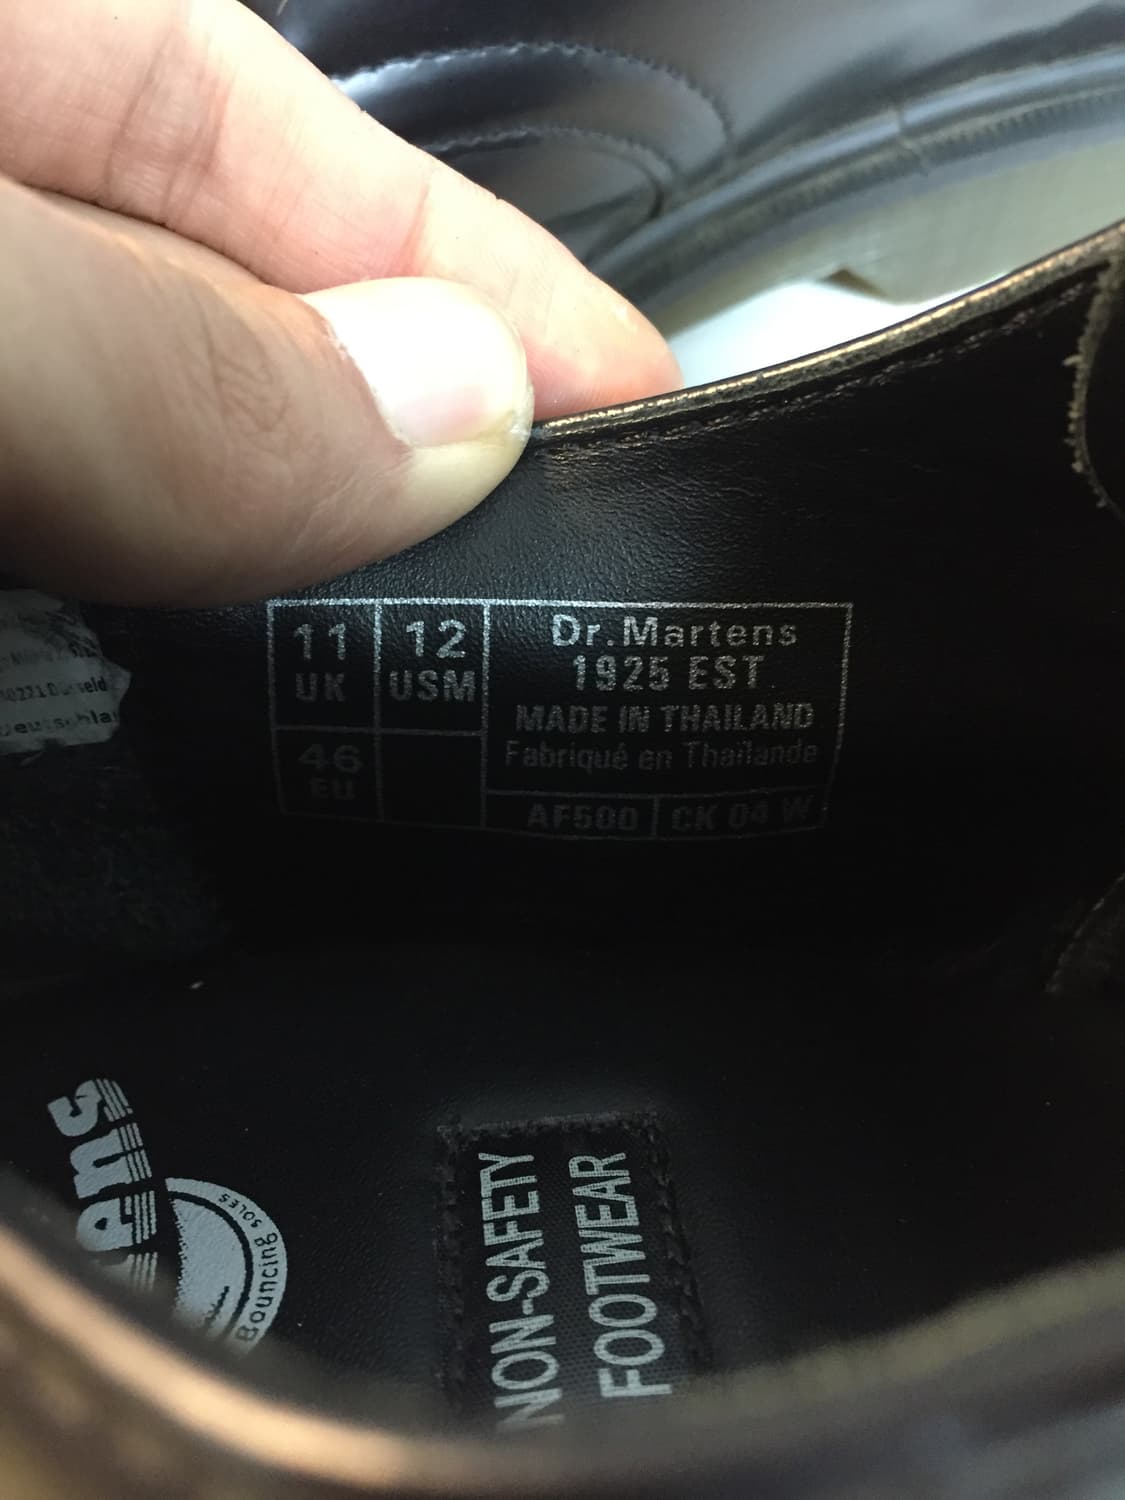 11
UK
12
USM
46
EU
Dr.Martens
1925 EST
MADE IN THAILAND
Fabriqué en Thaïlande
AF500
CK 04 W
ens
Bouncing
SOLES
NON-SAFETY
FOOTWEAR